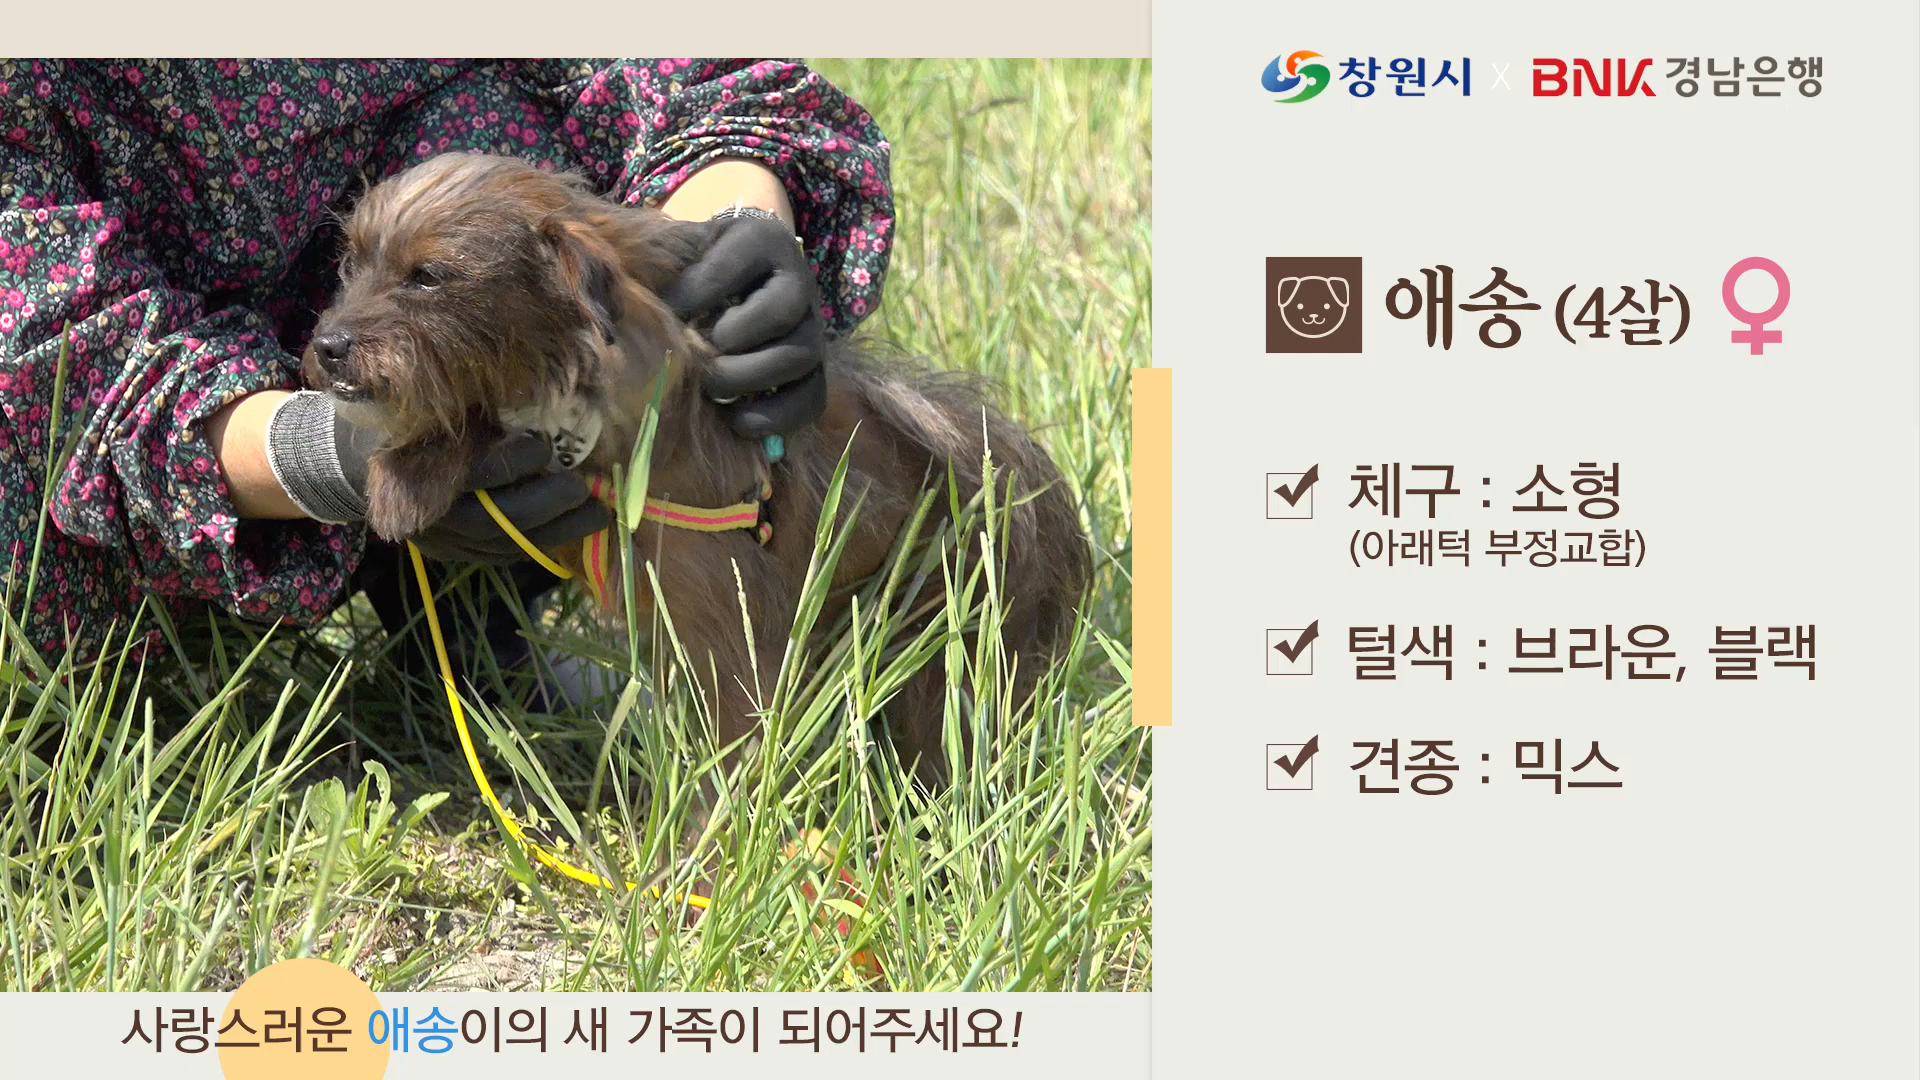 창원시 X BNK 경남은행
애송 (4살)
체구 : 소형
(아래턱 부정교합)
털색 : 브라운, 블랙
견종 : 믹스
사랑스러운 애송이의 새 가족이 되어주세요!